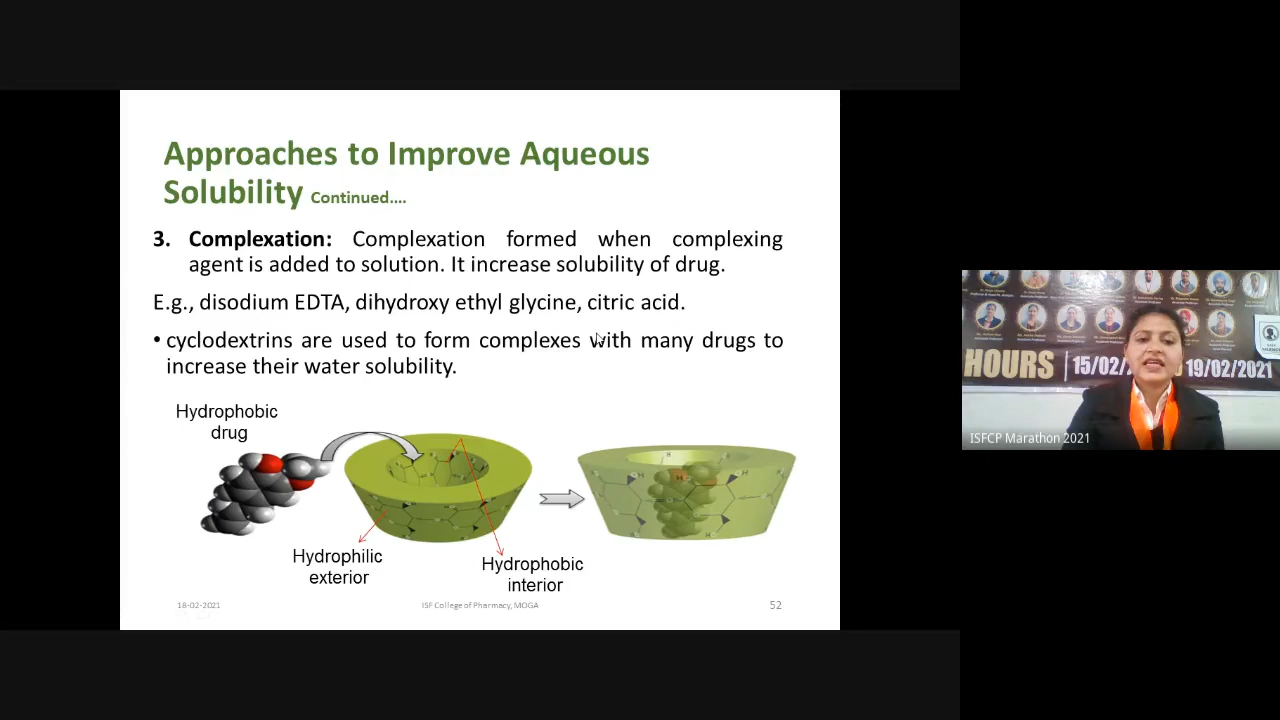 Approaches to Improve Aqueous
Solubility Continued....
3. Complexation: Complexation formed when complexing
agent is added to solution. It increase solubility of drug.
E.g., disodium EDTA, dihydroxy ethyl glycine, citric acid.
• cyclodextrins are used to form complexes with many drugs to
increase their water solubility.
Hydrophobic
drug
Hydrophilic
exterior
Hydrophobic
interior
18-02-2021
ISF College of Pharmacy, MOGA
52
HOURS
15/02/
19/02/2021
ISFCP Marathon 2021